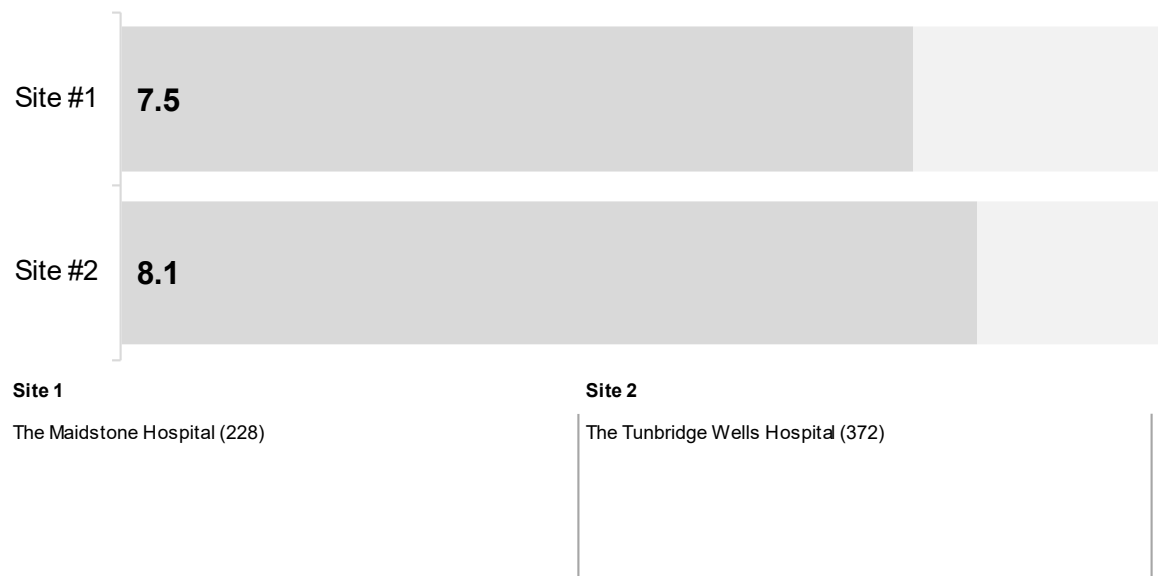 Site #1
7.5
Site #2
8.1
Site 1
Site 2
The Maidstone Hospital (228)
The Tunbridge Wells Hospital (372)